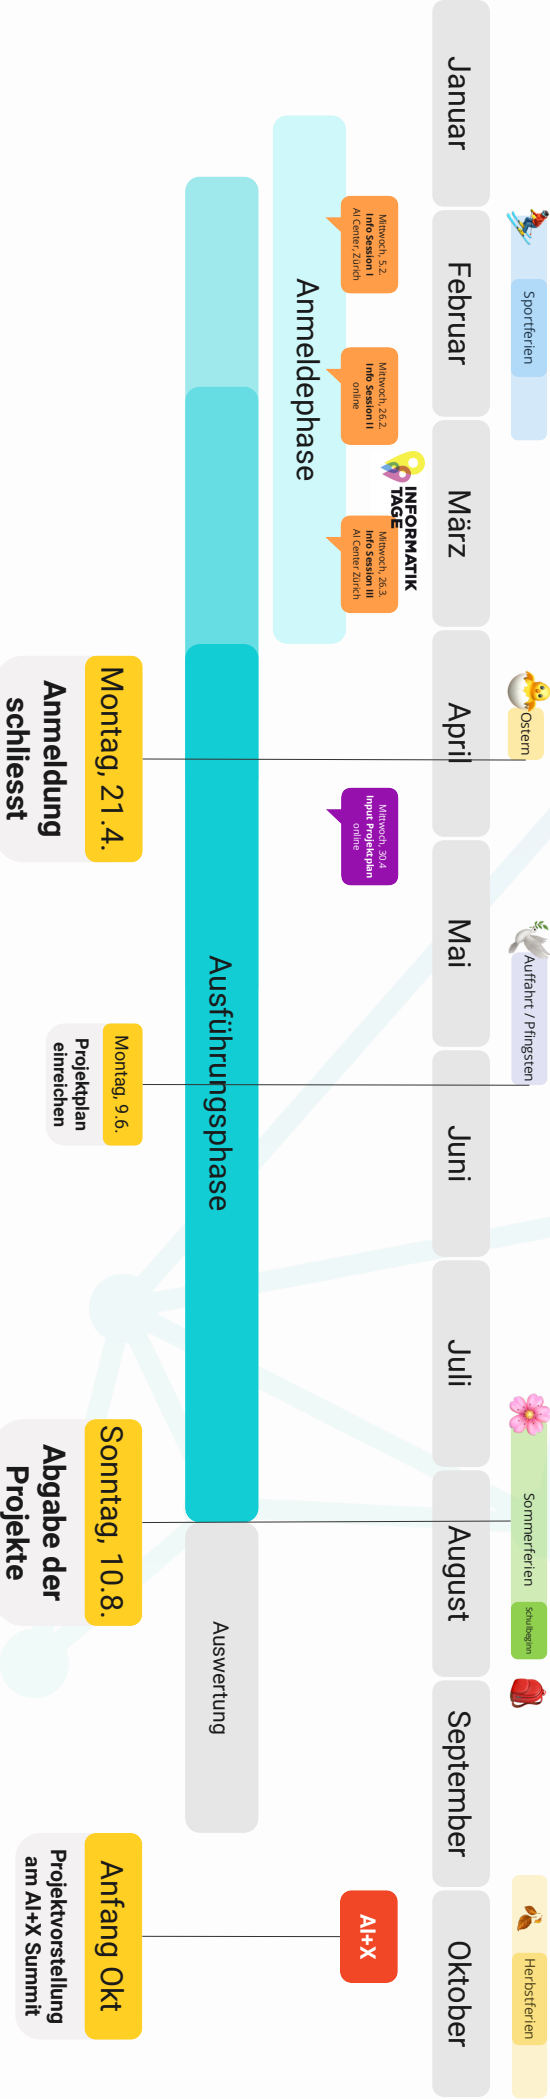 Sportferien
Ostern
Auffahrt / Pfingsten
Sommerferien
Schulbeginn
Herbstferien
Januar
Februar
März
April
Mai
Juni
Juli
August
September
Oktober
INFORMATIK
TAGE
Mittwoch, 5.2.
Info Session I
AI Center, Zürich
Mittwoch, 26.2.
Info Session II
online
Mittwoch, 26.3.
Info Session III
AI Center Zürich
Mittwoch, 30.4
Input Projektplan
online
AI+X
Anmeldephase
Ausführungsphase
Auswertung
Montag, 21.4.
Anmeldung
schliesst
Montag, 9.6.
Projektplan
einreichen
Sonntag, 10.8.
Abgabe der
Projekte
Anfang Okt
Projektvorstellung
am AI+X Summit